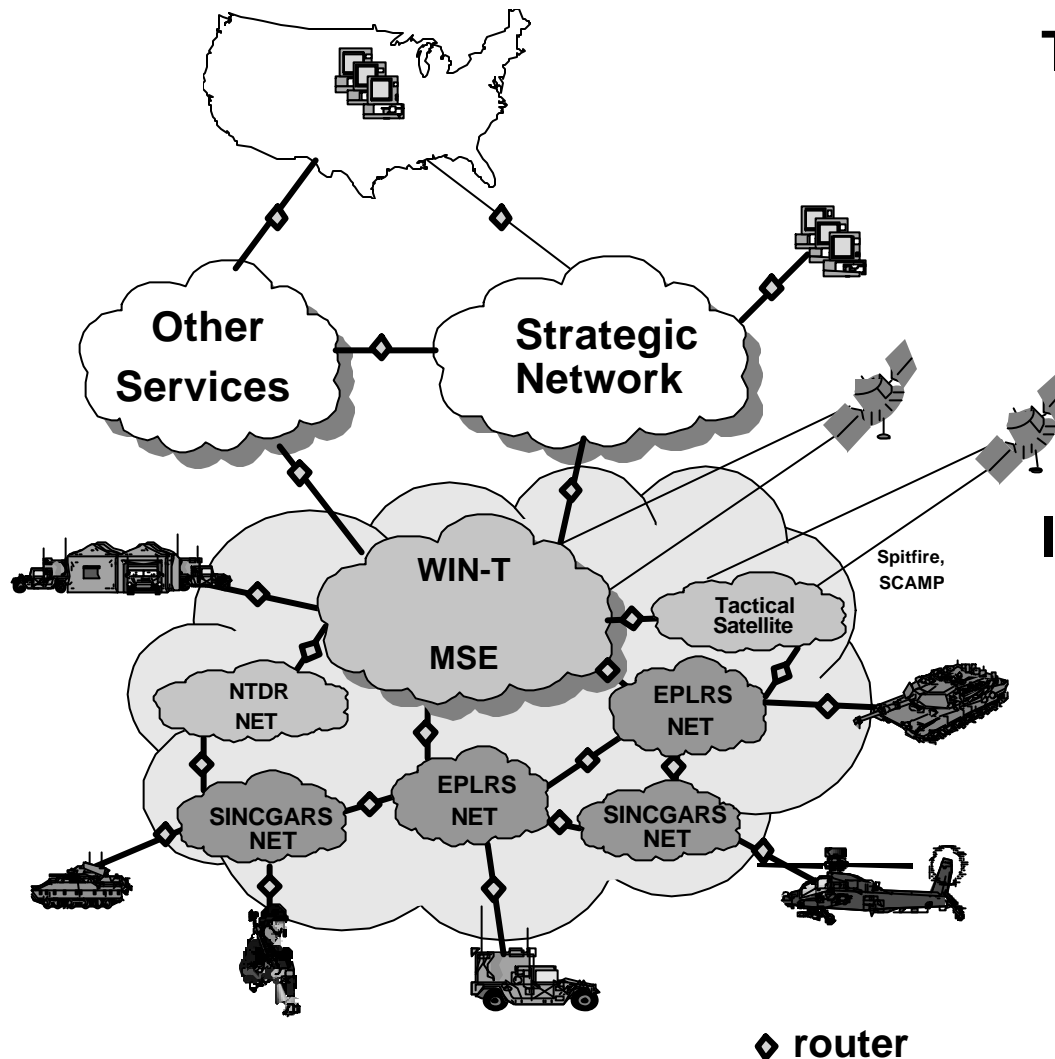 T
Other
Services
Strategic
Network
I
Spitfire,
SCAMP
WIN-T
MSE
Tactical
Satellite
NTDR
NET
EPLRS
NET
EPLRS
NET
SINCGARS
NET
SINCGARS
NET
router